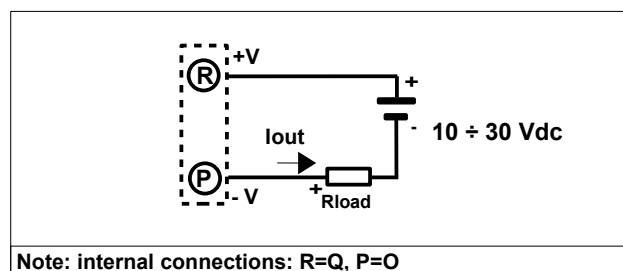 +V
R
+
Iout
-
10 ÷ 30 Vdc
P
+
- V
Rload
Note: internal connections: R=Q, P=O